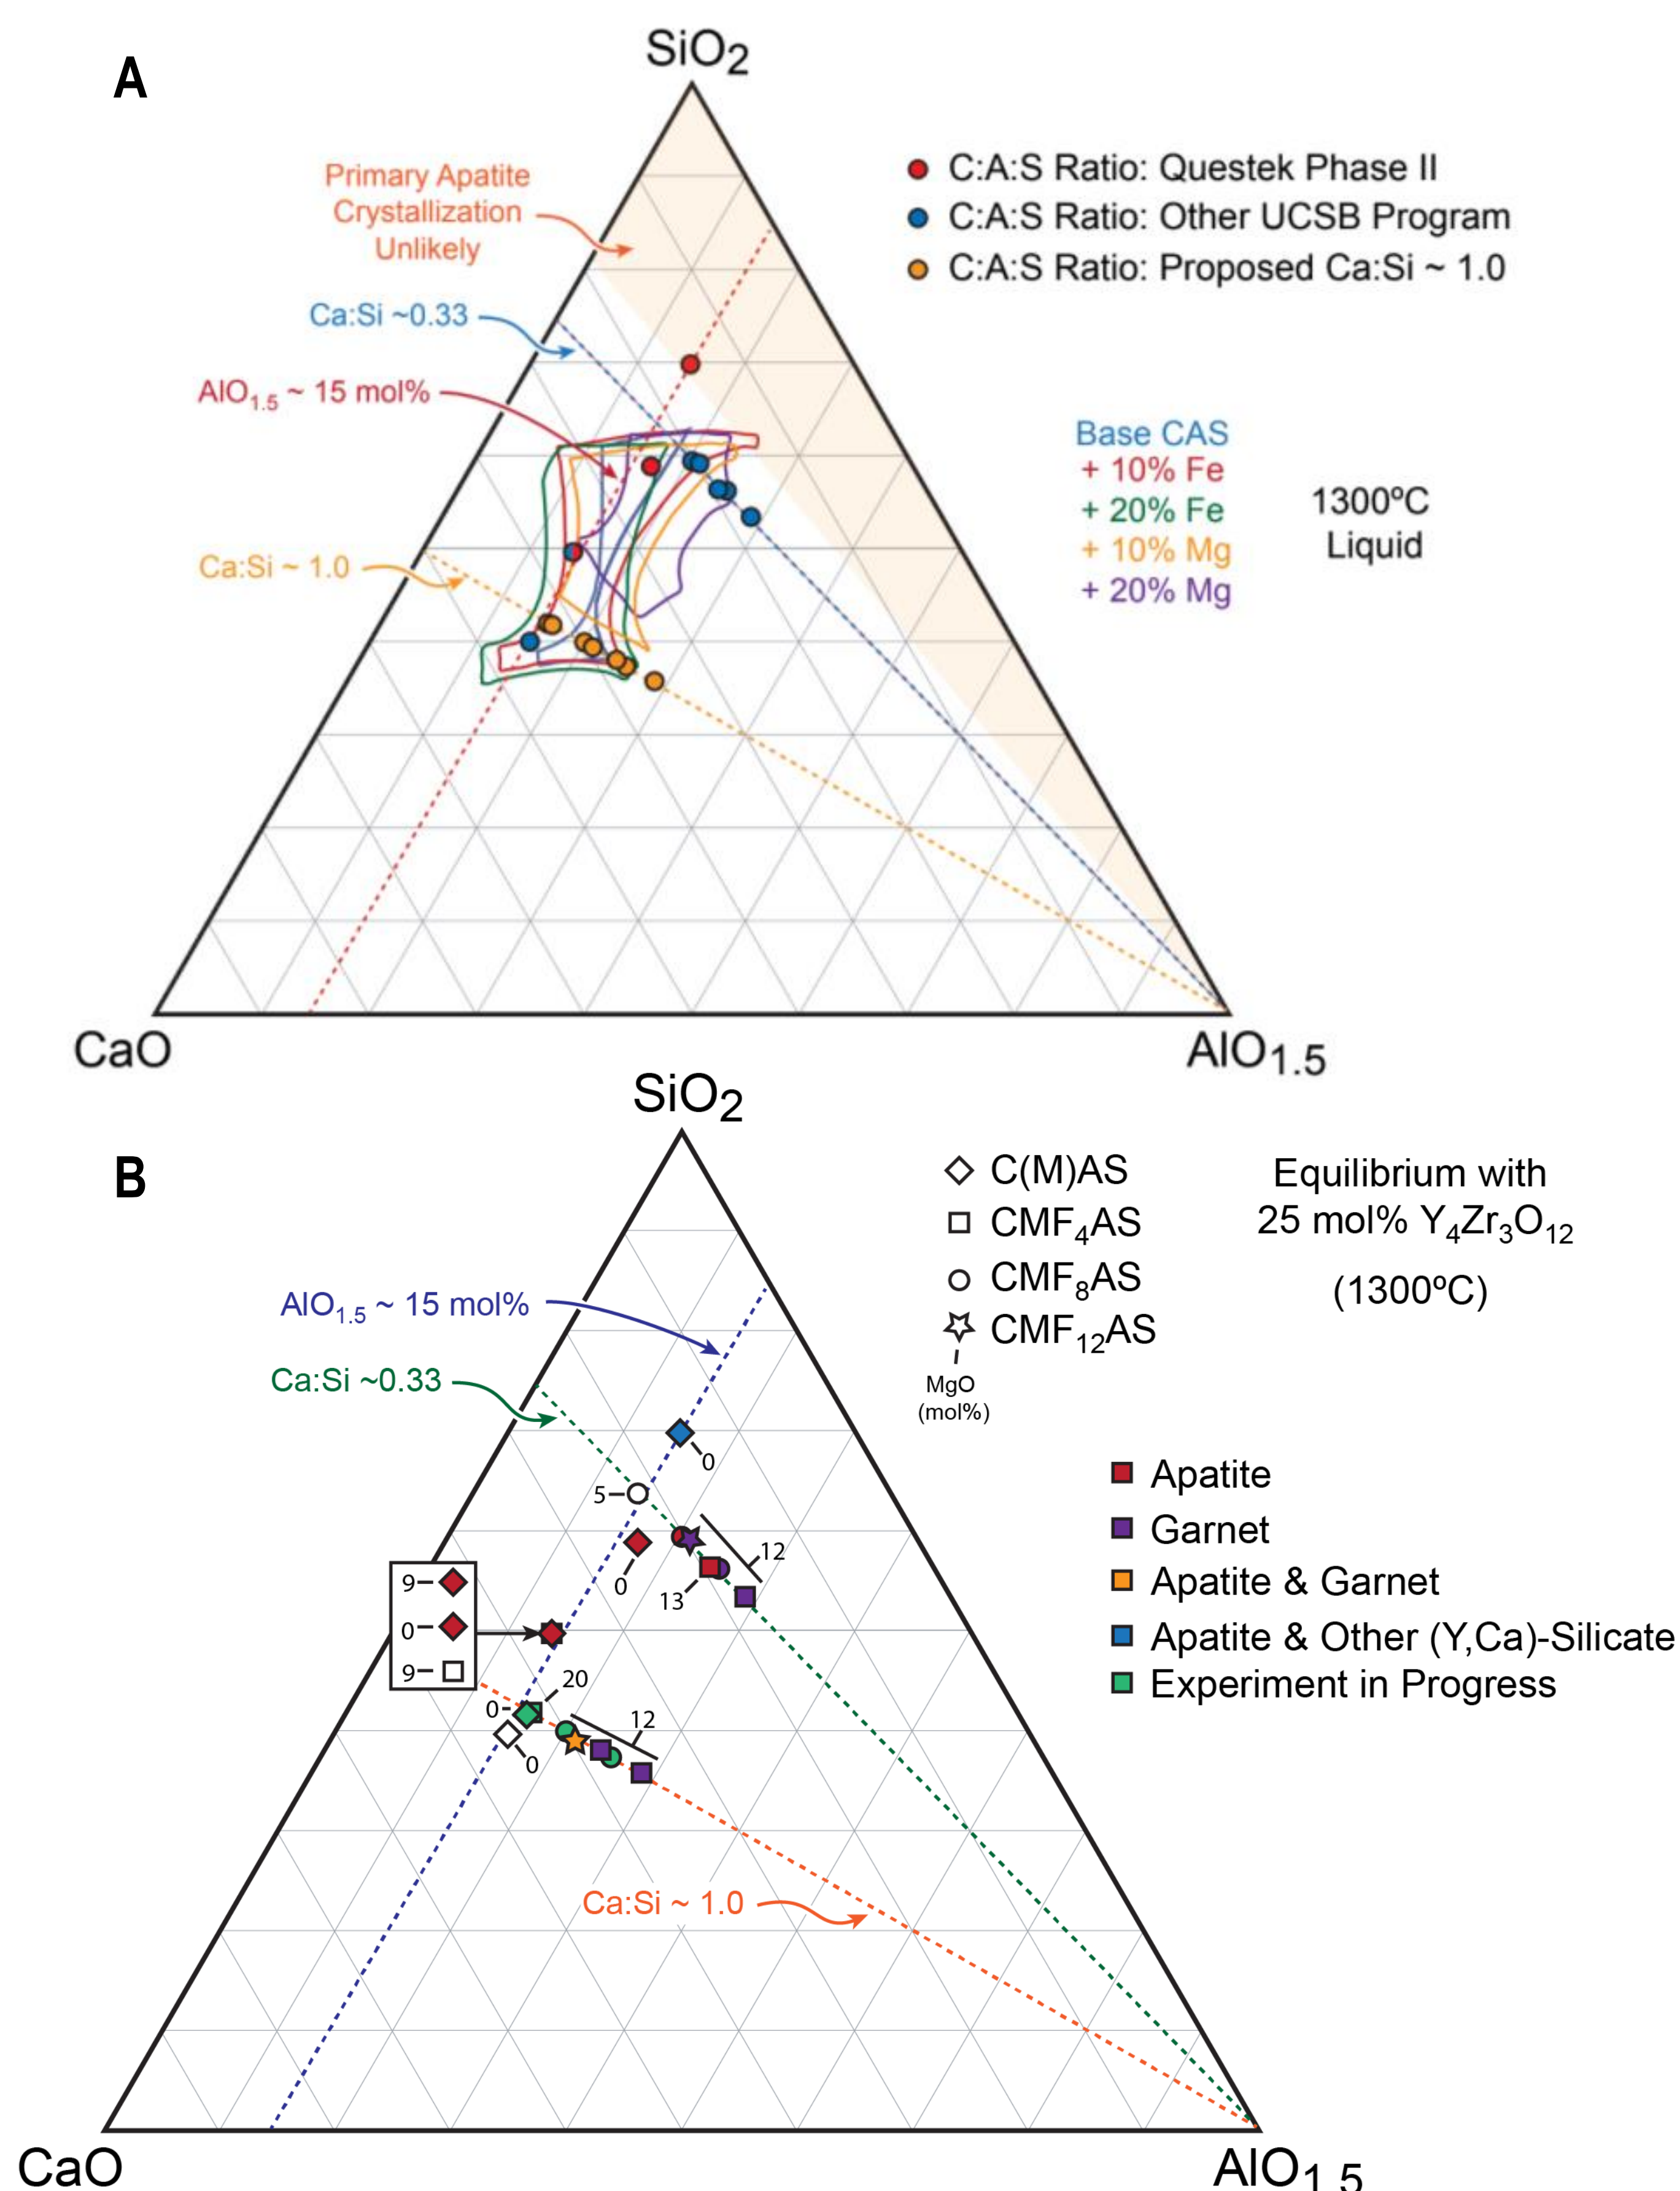 A
SiO2
Primary Apatite
Crystallization
Unlikely
C:A:S Ratio: Questek Phase II
C:A:S Ratio: Other UCSB Program
C:A:S Ratio: Proposed Ca:Si ~ 1.0
Ca:Si ~0.33
AlO1.5 ~ 15 mol%
Base CAS
+ 10% Fe
+ 20% Fe
+ 10% Mg
+ 20% Mg
1300ºC
Liquid
Ca:Si ~ 1.0
CaO
AlO1.5
B
SiO2
C(M)AS
CMF4AS
CMF8AS
CMF12AS
MgO
(mol%)
Equilibrium with
25 mol% Y4Zr3O12
(1300ºC)
AlO1.5 ~ 15 mol%
Ca:Si ~0.33
0
5
12
0
13
9
0
9
20
0
12
0
Apatite
Garnet
Apatite & Garnet
Apatite & Other (Y,Ca)-Silicate
Experiment in Progress
Ca:Si ~ 1.0
CaO
AlO1 5